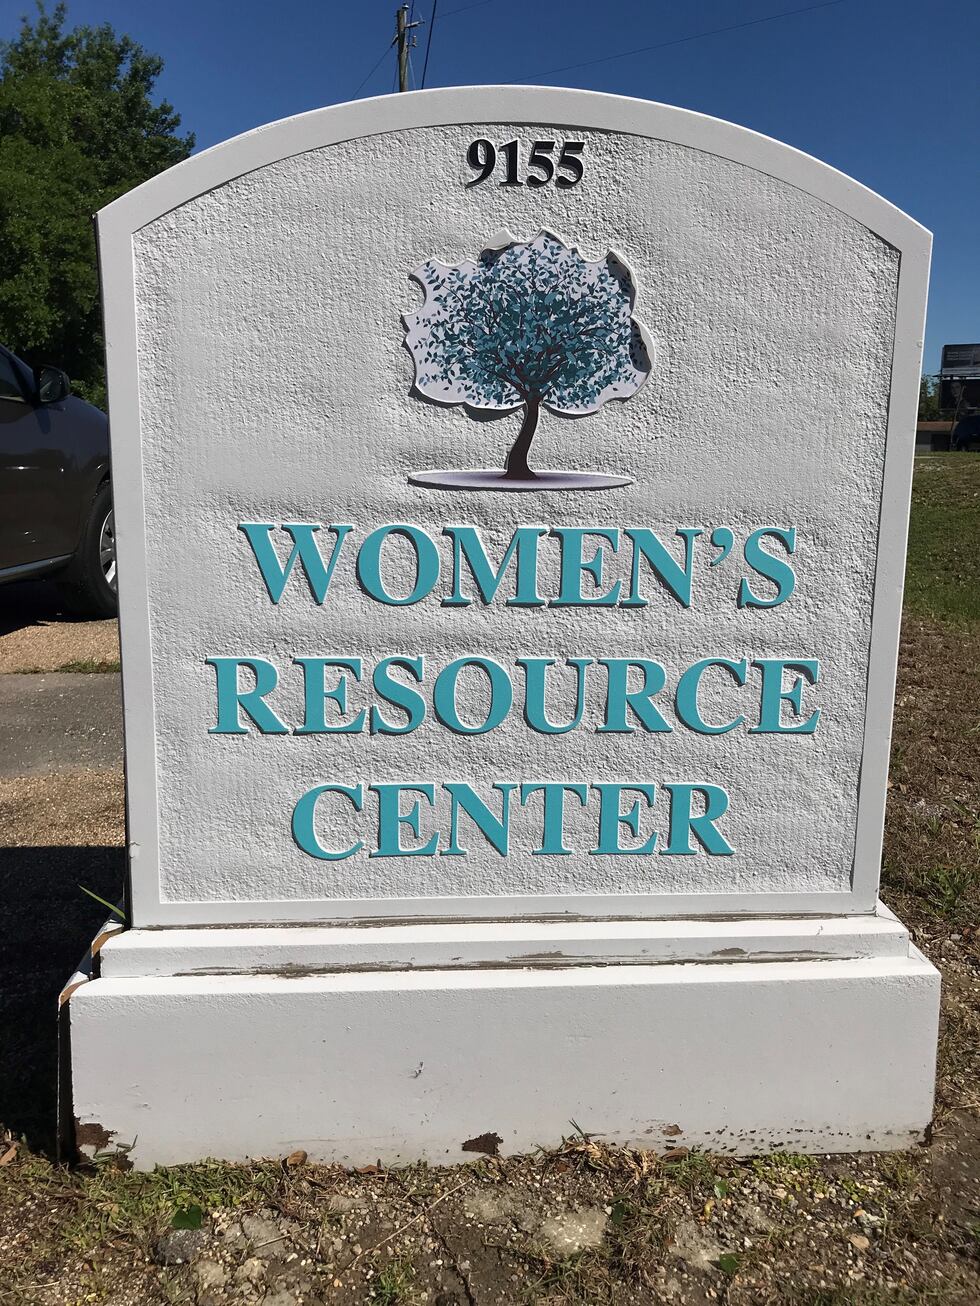 9155
WOMEN'S
RESOURCE
CENTER